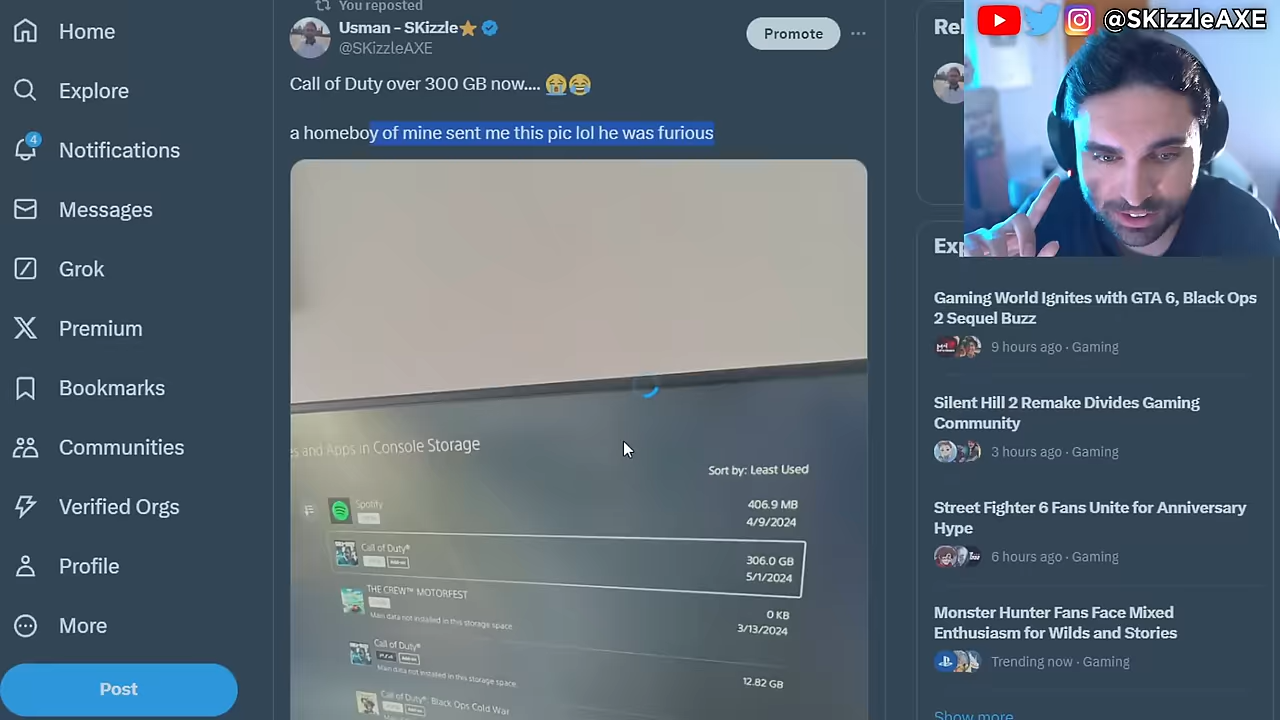 Home
Explore
4
Notifications
Messages
Grok
Premium
Bookmarks
Communities
Verified Orgs
Profile
More
Post
You reposted
Usman - SKizzle
@SKizzleAXE
Promote
Call of Duty over 300 GB now....
a homeboy of mine sent me this pic lol he was furious
s and Apps in Console Storage
Sort by: Least Used
Spotify
406.9 MB
4/9/2024
Call of Duty®
306.0 GB
5/1/2024
THE CREW™ MOTORFEST
Main data not installed in this storage space.
0 KB
3/13/2024
Call of Duty®
PS4 Add-on
Main data not installed in this storage space.
12.82 GB
Call of Duty®: Black Ops Cold War
@SKizzleAXE
Rel
Exp
Gaming World Ignites with GTA 6, Black Ops
2 Sequel Buzz
9 hours ago · Gaming
Silent Hill 2 Remake Divides Gaming
Community
3 hours ago · Gaming
Street Fighter 6 Fans Unite for Anniversary
Hype
6 hours ago · Gaming
Monster Hunter Fans Face Mixed
Enthusiasm for Wilds and Stories
Trending now · Gaming
Show more